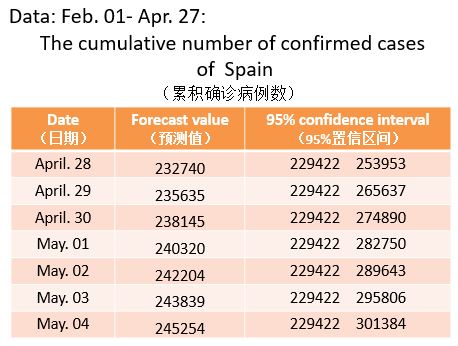 Data: Feb. 01- Apr. 27:
The cumulative number of confirmed cases
of Spain
（累积确诊病例数）
Date Forecast value 95% confidence interval
（日期） （预测值） （95%置信区间）
April. 28 232740 229422 253953
April. 29 235635 229422 265637
April. 30 238145 229422 274890
May. 01 240320 229422 282750
May. 02 242204 229422 289643
May. 03 243839 229422 295806
May. 04 245254 229422 301384